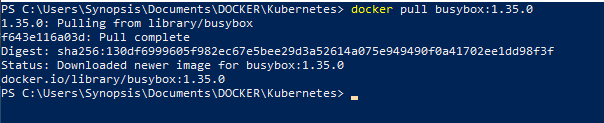 PS C:\Users\Synopsis\Documents\DOCKER\Kubernetes> docker pull busybox:1.35.0
1.35.0: Pulling from library/busybox
f643e116a03d: Pull complete
Digest: sha256:130df6999605f982ec67e5bee29d3a52614a075e949490f0a41702ee1dd98f3f
Status: Downloaded newer image for busybox:1.35.0
docker.io/library/busybox:1.35.0
PS C:\Users\Synopsis\Documents\DOCKER\Kubernetes>